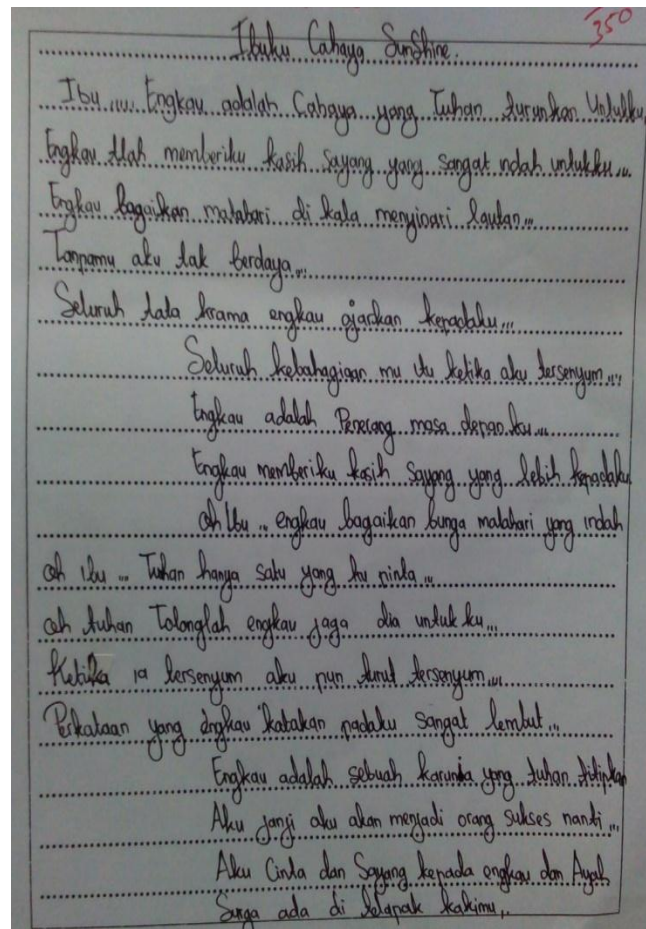 350
Ibuku Cahaya Sunshine.
Ibu ,,,,, Engkau adalah Cahaya yang Tuhan turunkan Untukku,
Engkau tlah memberiku kasih sayang yang sangat ndah untukku ,,,
Engkau bagaikan matahari di kala menyinari lautan ,,,
Tanpamu aku tak berdaya ,,,
Seluruh tata krama engkau ajarkan kepadaku ,,,
Seluruh kebahagiaan mu itu ketika aku tersenyum ,,,
Engkau adalah Penerang masa depan ku ,,,
Engkau memberiku kasih sayang yang lebih kepadaku
Oh Ibu ,, engkau bagaikan bunga matahari yang indah
Oh Ibu ,,, Tuhan hanya satu yang ku pinta ,,
Oh tuhan Tolonglah engkau jaga dia untuk ku ,,,
Ketika ia tersenyum aku pun turut tersenyum ,,,
Perkataan yang engkau katakan padaku sangat lembut ,,,
Engkau adalah sebuah karunia yang tuhan titipkan
Aku janji aku akan menjadi orang sukses nanti ,,,
Aku Cinta dan Sayang kepada engkau dan Ayah
Surga ada di telapak kakimu ,,